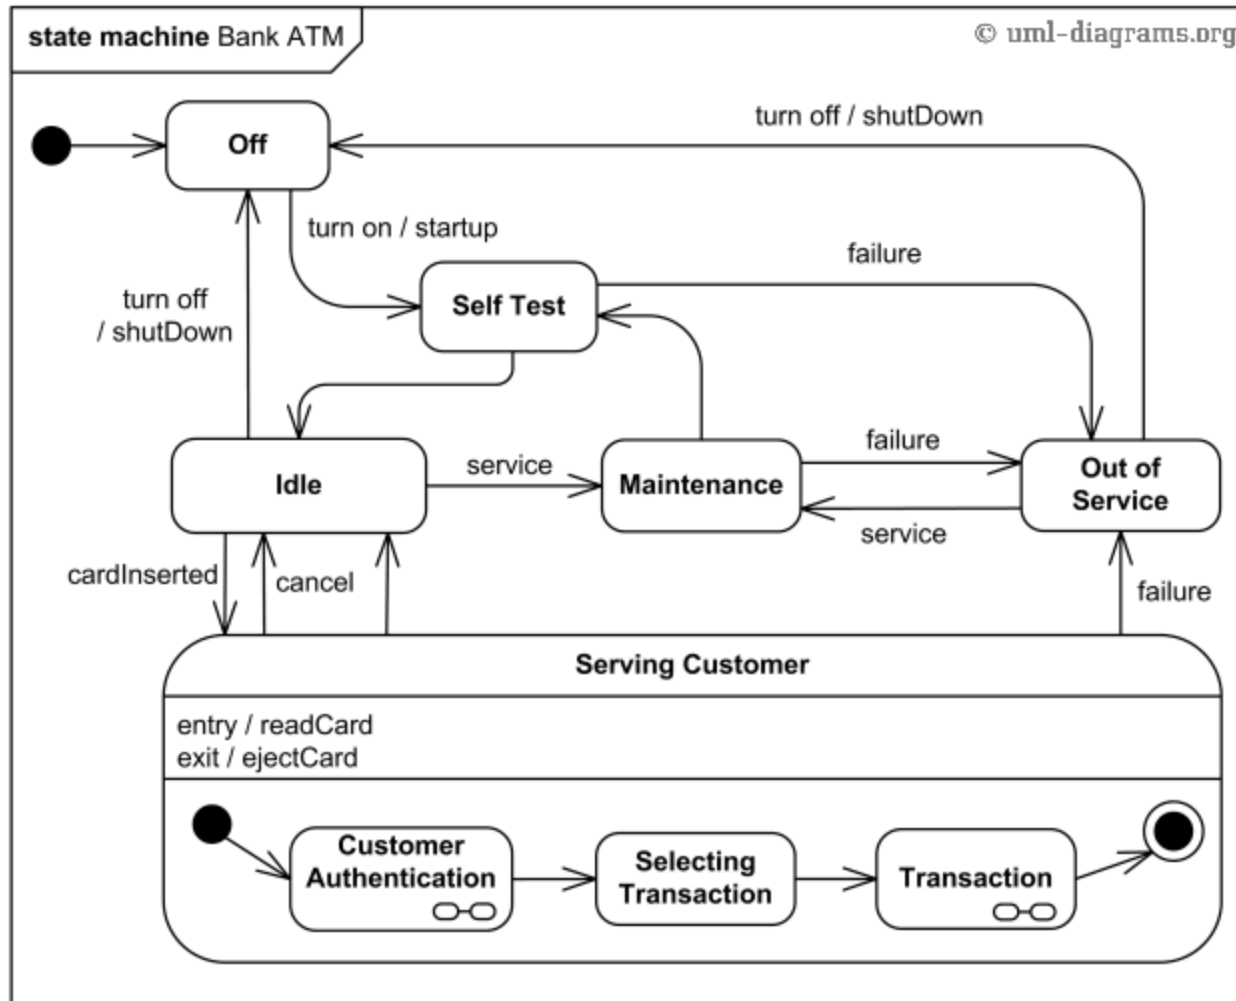 state machine Bank ATM
© uml-diagrams.org
Off
turn off / shutDown
turn on / startup
failure
Self Test
turn off
/ shutDown
Idle
service
Maintenance
failure
service
Out of
Service
cardInserted
cancel
failure
Serving Customer
entry / readCard
exit / ejectCard
Customer
Authentication
Selecting
Transaction
Transaction